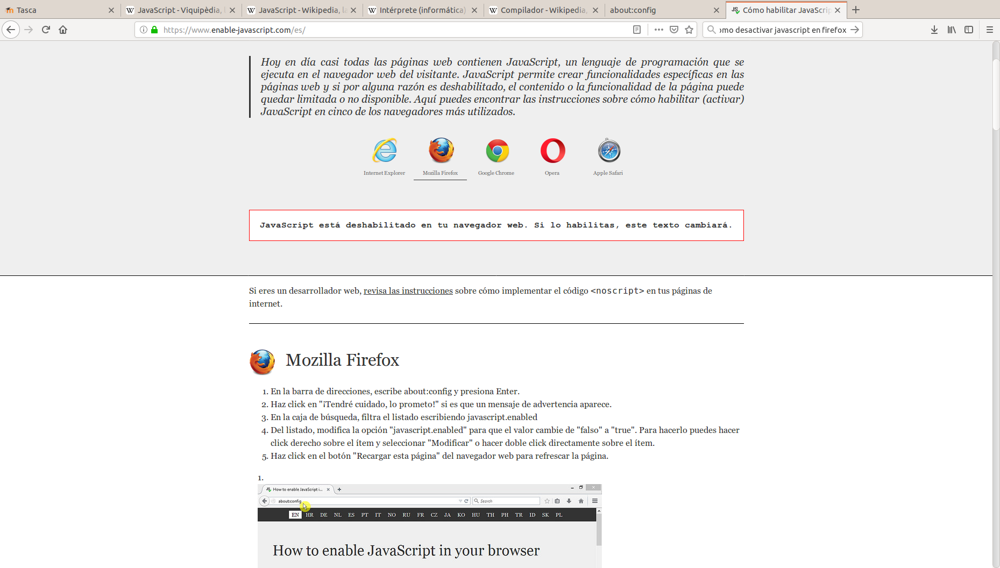 Tasca
JavaScript - Viquipèdia, l
JavaScript - Wikipedia, la
Intérprete (informática)
Compilador - Wikipedia,
about:config
Cómo habilitar JavaScrip
https://www.enable-javascript.com/es/
omo desactivar javascript en firefox
Hoy en día casi todas las páginas web contienen JavaScript, un lenguaje de programación que se
ejecuta en el navegador web del visitante. JavaScript permite crear funcionalidades específicas en las
páginas web y si por alguna razón es deshabilitado, el contenido o la funcionalidad de la página puede
quedar limitada o no disponible. Aquí puedes encontrar las instrucciones sobre cómo habilitar (activar)
JavaScript en cinco de los navegadores más utilizados.
Internet Explorer
Mozilla Firefox
Google Chrome
Opera
Apple Safari
JavaScript está deshabilitado en tu navegador web. Si lo habilitas, este texto cambiará.
Si eres un desarrollador web, revisa las instrucciones sobre cómo implementar el código <noscript> en tus páginas de
internet.
Mozilla Firefox
1. En la barra de direcciones, escribe about:config y presiona Enter.
2. Haz click en "¡Tendré cuidado, lo prometo!" si es que un mensaje de advertencia aparece.
3. En la caja de búsqueda, filtra el listado escribiendo javascript.enabled
4. Del listado, modifica la opción "javascript.enabled" para que el valor cambie de "falso" a "true". Para hacerlo puedes hacer
click derecho sobre el ítem y seleccionar "Modificar" o hacer doble click directamente sobre el ítem.
5. Haz click en el botón "Recargar esta página" del navegador web para refrescar la página.
1.
How to enable JavaScript i...
about:config
Search
EN HR DE NL ES PT IT NO RU FR CZ JA KO HU TH PH TR ID SK PL
How to enable JavaScript in your browser